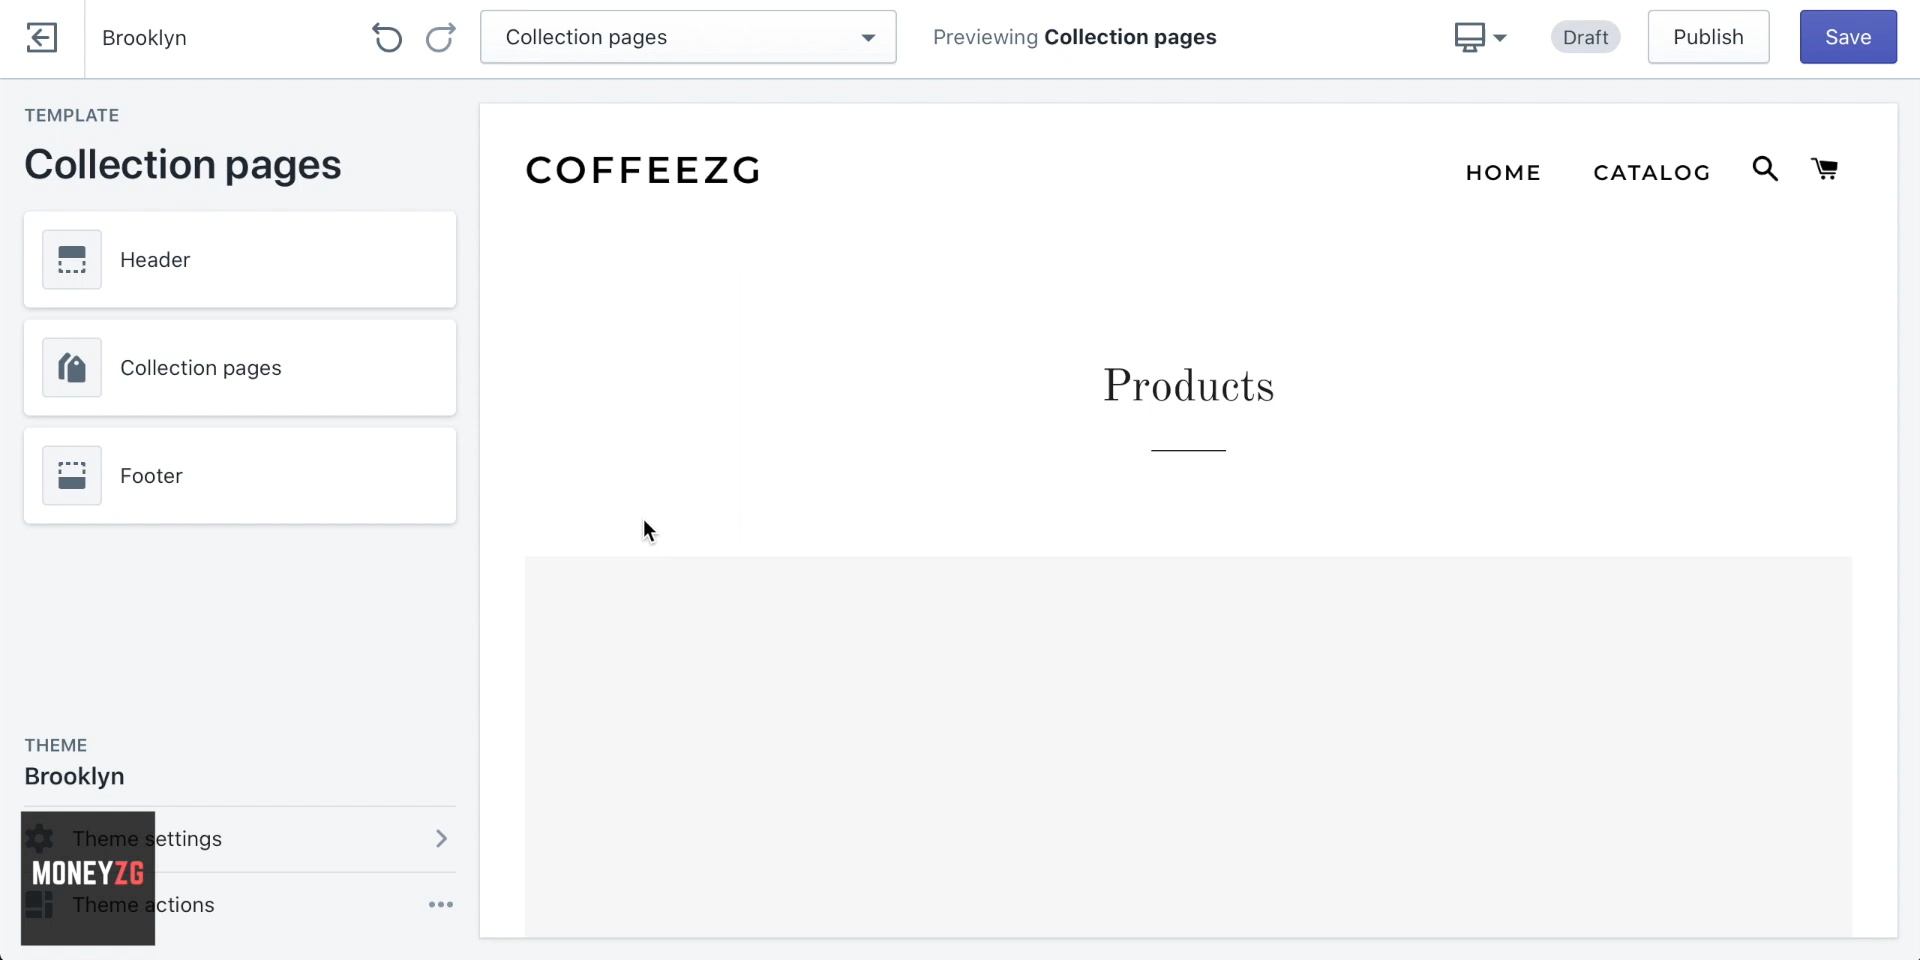 Brooklyn
Collection pages
Previewing Collection pages
Draft
Publish
Save
TEMPLATE
Collection pages
Header
Collection pages
Footer
THEME
Brooklyn
Theme settings
Theme actions
MONEYZG
COFFEEZG
HOME
CATALOG
Products